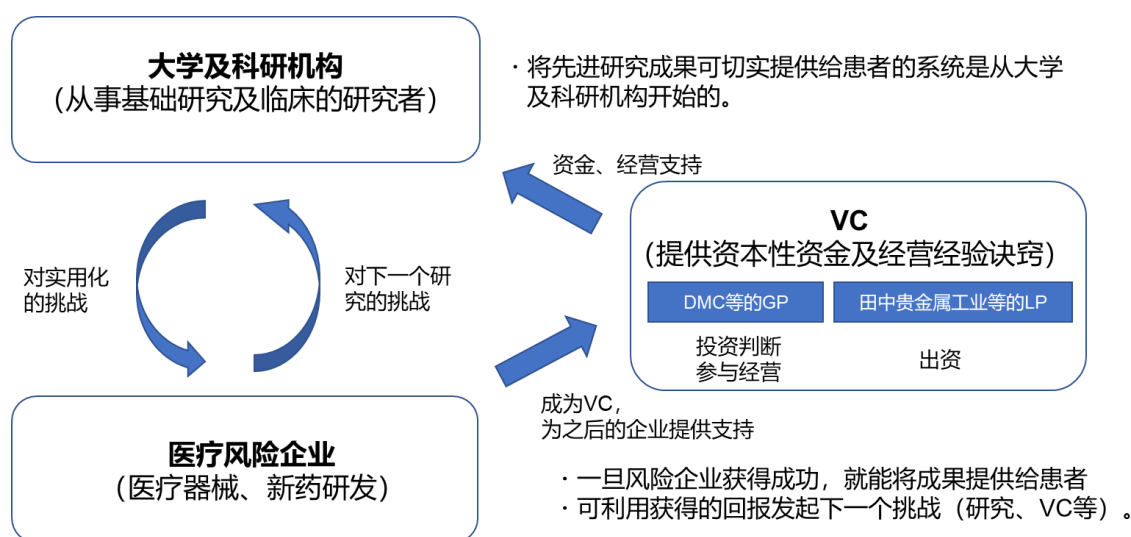 大学及科研机构
（从事基础研究及临床的研究者）
· 将先进研究成果可切实提供给患者的系统是从大学
及科研机构开始的。
资金、经营支持
VC
（提供资本性资金及经营经验诀窍）
DMC等的GP
田中贵金属工业等的LP
投资判断
参与经营
出资
对实用化
的挑战
对下一个研
究的挑战
成为VC，
为之后的企业提供支持
医疗风险企业
（医疗器械、新药研发）
· 一旦风险企业获得成功，就能将成果提供给患者
· 可利用获得的回报发起下一个挑战（研究、VC等）。